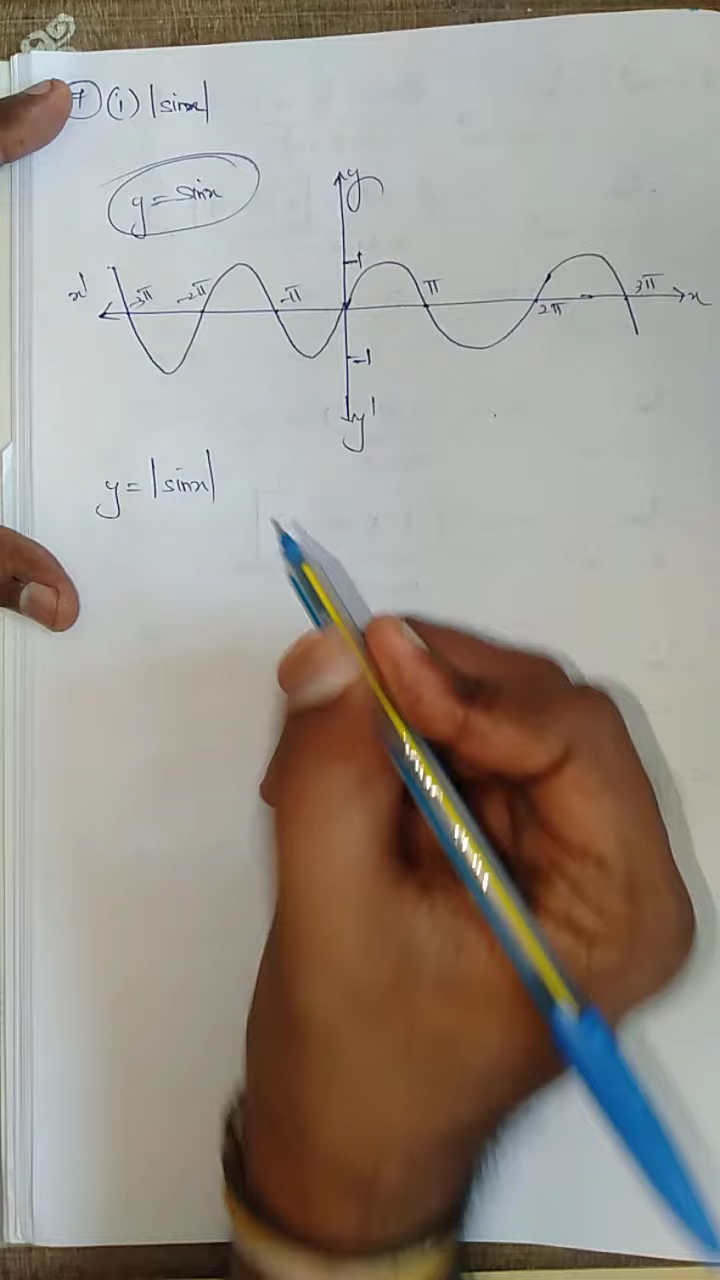 7 (i) |sinx|
y = sinx
y
1
x' -3π -2π -π π 2π 3π x
-1
y'
y = |sinx|